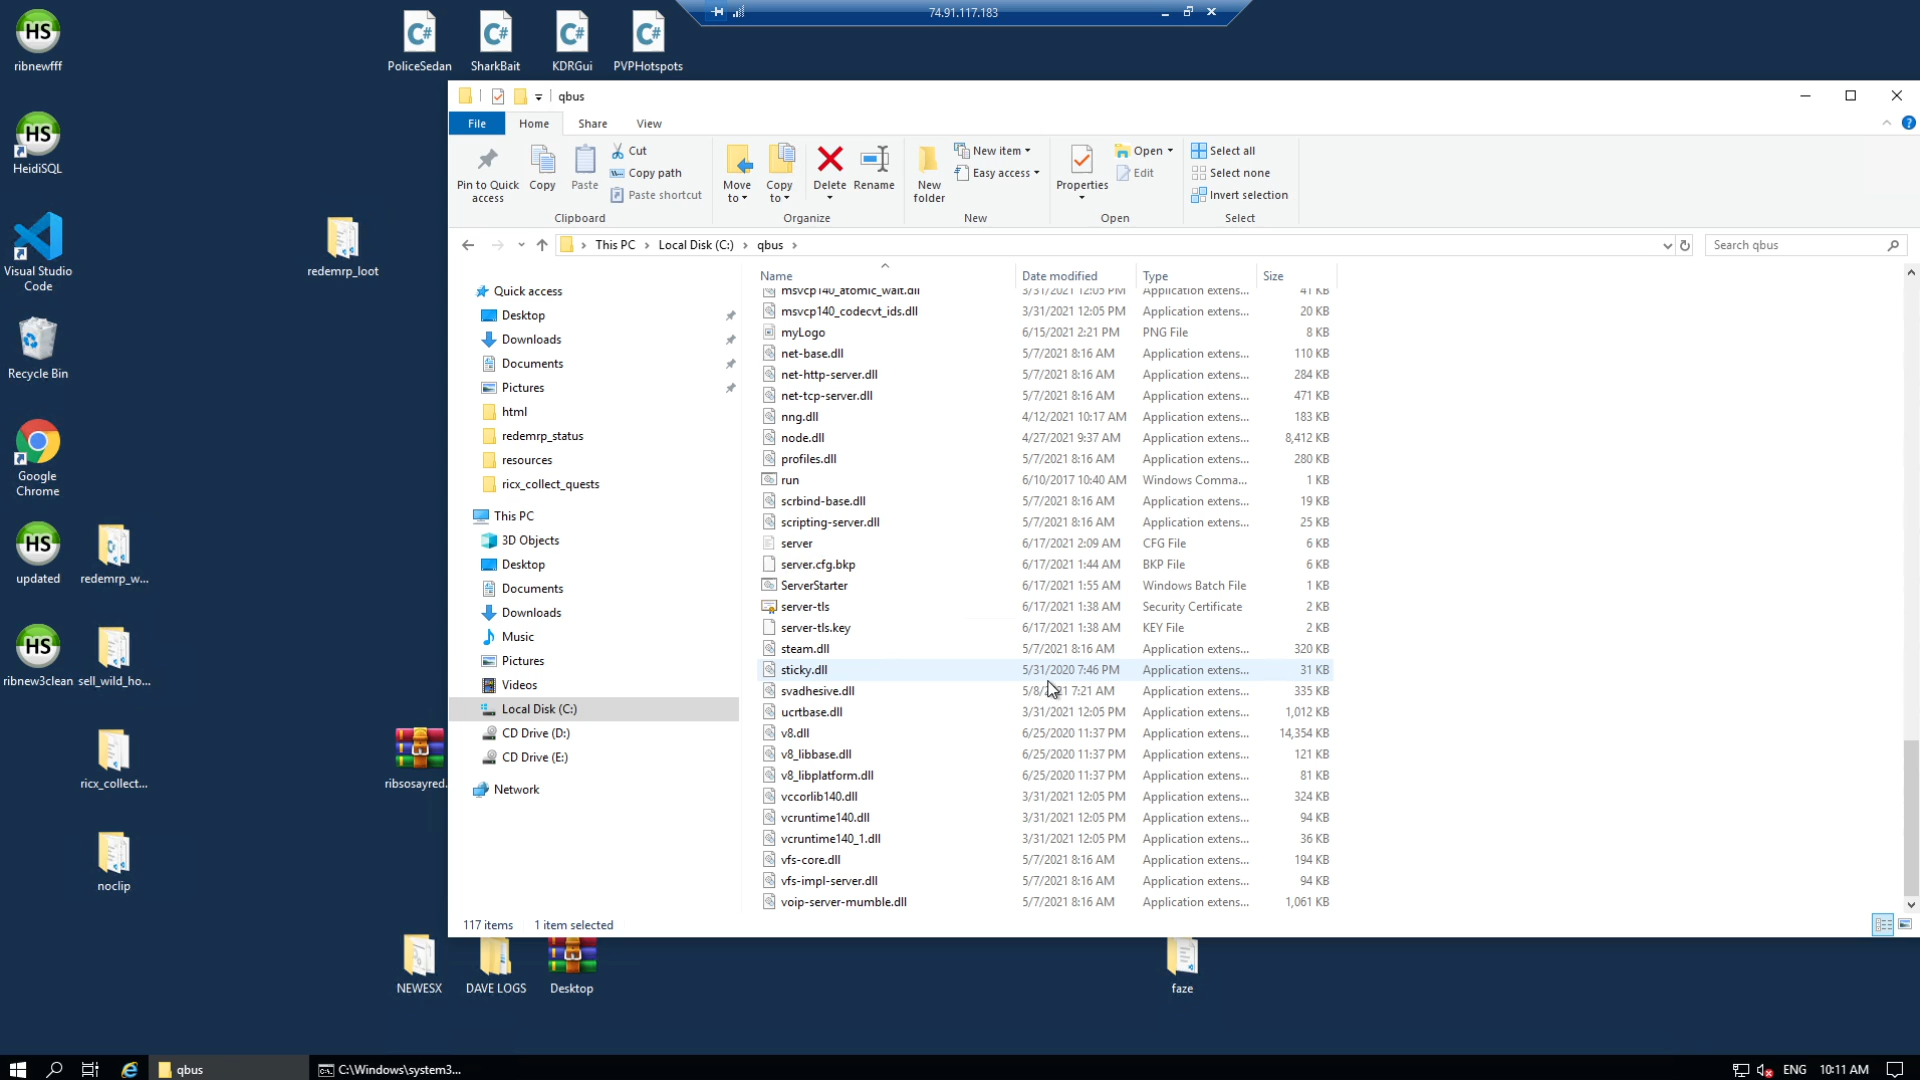 74.91.117.183
ribnewfff
HeidiSQL
Visual Studio
Code
Recycle Bin
Google
Chrome
updated
redemrp_w...
ribnew3clean
sell_wild_ho...
ricx_collect...
noclip
redemrp_loot
PoliceSedan
SharkBait
KDRGui
PVPHotspots
ribsosayred.
NEWESX
DAVE LOGS
Desktop
faze
qbus
File
Home
Share
View
Pin to Quick
access
Copy
Paste
Cut
Copy path
Paste shortcut
Clipboard
Move
to
Copy
to
Delete
Rename
Organize
New
folder
New item
Easy access
New
Properties
Open
Edit
Open
Select all
Select none
Invert selection
Select
This PC
Local Disk (C:)
qbus
Search qbus
Quick access
Desktop
Downloads
Documents
Pictures
html
redemrp_status
resources
ricx_collect_quests
This PC
3D Objects
Desktop
Documents
Downloads
Music
Pictures
Videos
Local Disk (C:)
CD Drive (D:)
CD Drive (E:)
Network
Name Date modified Type Size
msvcp140_atomic_wait.dll 3/31/2021 12:05 PM Application extens... 41 KB
msvcp140_codecvt_ids.dll 3/31/2021 12:05 PM Application extens... 20 KB
myLogo 6/15/2021 2:21 PM PNG File 8 KB
net-base.dll 5/7/2021 8:16 AM Application extens... 110 KB
net-http-server.dll 5/7/2021 8:16 AM Application extens... 284 KB
net-tcp-server.dll 5/7/2021 8:16 AM Application extens... 471 KB
nng.dll 4/12/2021 10:17 AM Application extens... 183 KB
node.dll 4/27/2021 9:37 AM Application extens... 8,412 KB
profiles.dll 5/7/2021 8:16 AM Application extens... 280 KB
run 6/10/2017 10:40 AM Windows Comma... 1 KB
scrbind-base.dll 5/7/2021 8:16 AM Application extens... 19 KB
scripting-server.dll 5/7/2021 8:16 AM Application extens... 25 KB
server 6/17/2021 2:09 AM CFG File 6 KB
server.cfg.bkp 6/17/2021 1:44 AM BKP File 6 KB
ServerStarter 6/17/2021 1:55 AM Windows Batch File 1 KB
server-tls 6/17/2021 1:38 AM Security Certificate 2 KB
server-tls.key 6/17/2021 1:38 AM KEY File 2 KB
steam.dll 5/7/2021 8:16 AM Application extens... 320 KB
sticky.dll 5/31/2020 7:46 PM Application extens... 31 KB
svadhesive.dll 5/8/ 21 7:21 AM Application extens... 335 KB
ucrtbase.dll 3/31/2021 12:05 PM Application extens... 1,012 KB
v8.dll 6/25/2020 11:37 PM Application extens... 14,354 KB
v8_libbase.dll 6/25/2020 11:37 PM Application extens... 121 KB
v8_libplatform.dll 6/25/2020 11:37 PM Application extens... 81 KB
vccorlib140.dll 3/31/2021 12:05 PM Application extens... 324 KB
vcruntime140.dll 3/31/2021 12:05 PM Application extens... 94 KB
vcruntime140_1.dll 3/31/2021 12:05 PM Application extens... 36 KB
vfs-core.dll 5/7/2021 8:16 AM Application extens... 194 KB
vfs-impl-server.dll 5/7/2021 8:16 AM Application extens... 94 KB
voip-server-mumble.dll 5/7/2021 8:16 AM Application extens... 1,061 KB
117 items 1 item selected
qbus
C:\Windows\system3...
ENG
10:11 AM